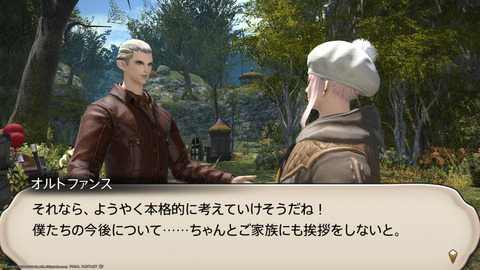 オルトファンス
それなら、ようやく本格的に考えていけそうだね！
僕たちの今後について……ちゃんとご家族にも挨拶をしないと。